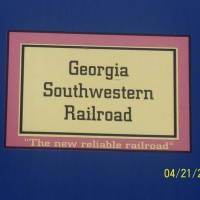 Georgia
Southwestern
Railroad
"The new reliable railroad"
04/21/2